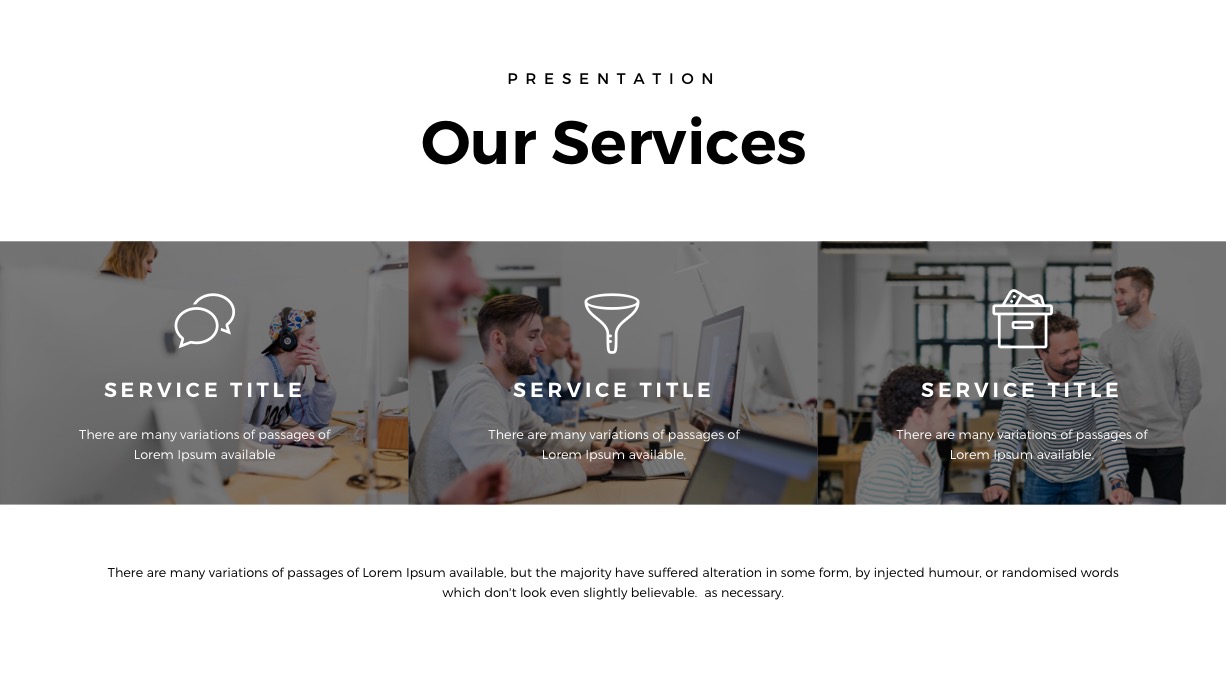 PRESENTATION
Our Services
SERVICE TITLE
There are many variations of passages of
Lorem Ipsum available
SERVICE TITLE
There are many variations of passages of
Lorem Ipsum available.
SERVICE TITLE
There are many variations of passages of
Lorem Ipsum available.
There are many variations of passages of Lorem Ipsum available, but the majority have suffered alteration in some form, by injected humour, or randomised words
which don't look even slightly believable.  as necessary.